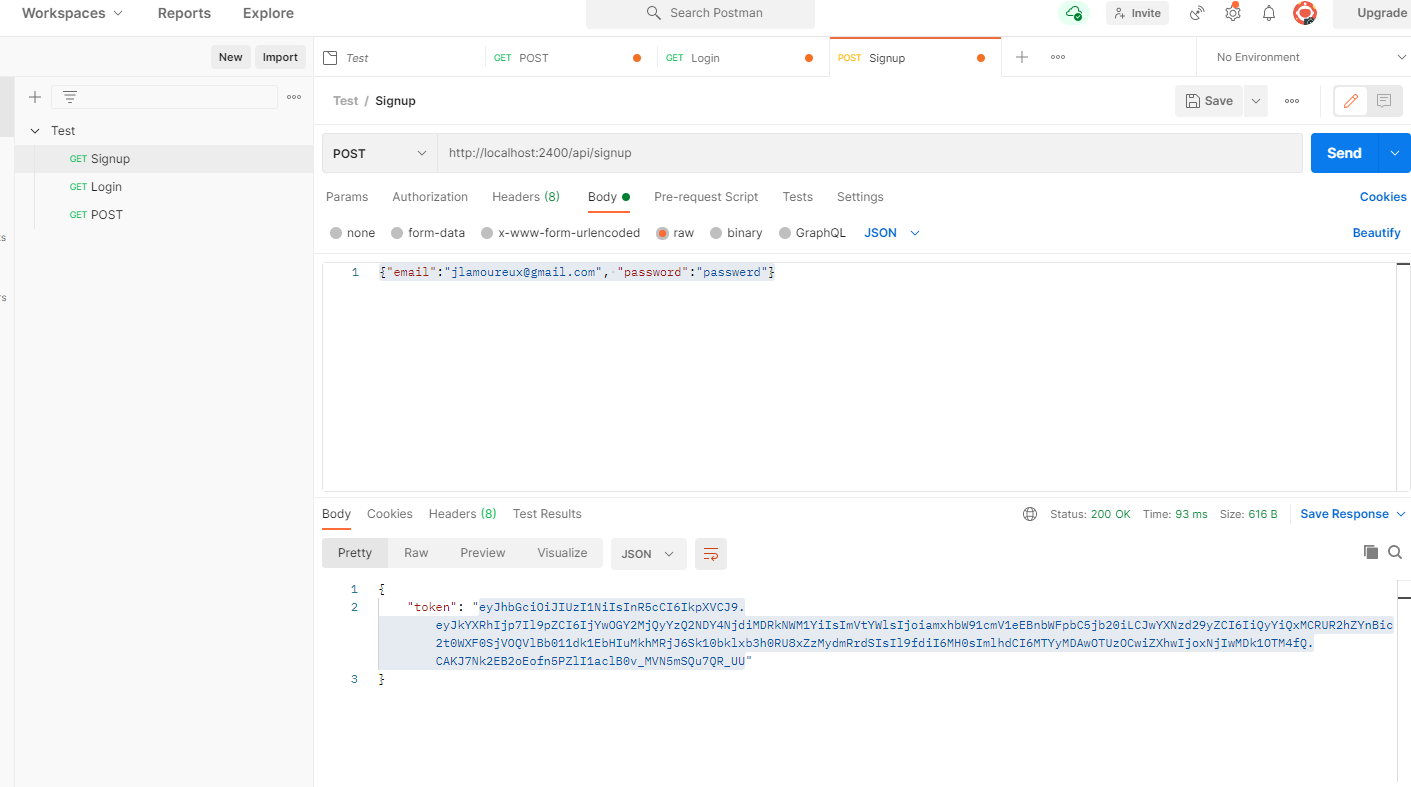 Workspaces
Reports
Explore
Search Postman
Invite
Upgrade
New
Import
Test
GET POST
GET Login
POST Signup
No Environment
Test / Signup
Save
Test
GET Signup
GET Login
GET POST
POST
http://localhost:2400/api/signup
Send
Params
Authorization
Headers (8)
Body
Pre-request Script
Tests
Settings
Cookies
none
form-data
x-www-form-urlencoded
raw
binary
GraphQL
JSON
Beautify
1 {"email":"jlamoureux@gmail.com", "password":"passwerd"}
Body
Cookies
Headers (8)
Test Results
Status: 200 OK
Time: 93 ms
Size: 616 B
Save Response
Pretty
Raw
Preview
Visualize
JSON
1 {
2 "token": "eyJhbGciOiJIUzI1NiIsInR5cCI6IkpXVCJ9.
3 }